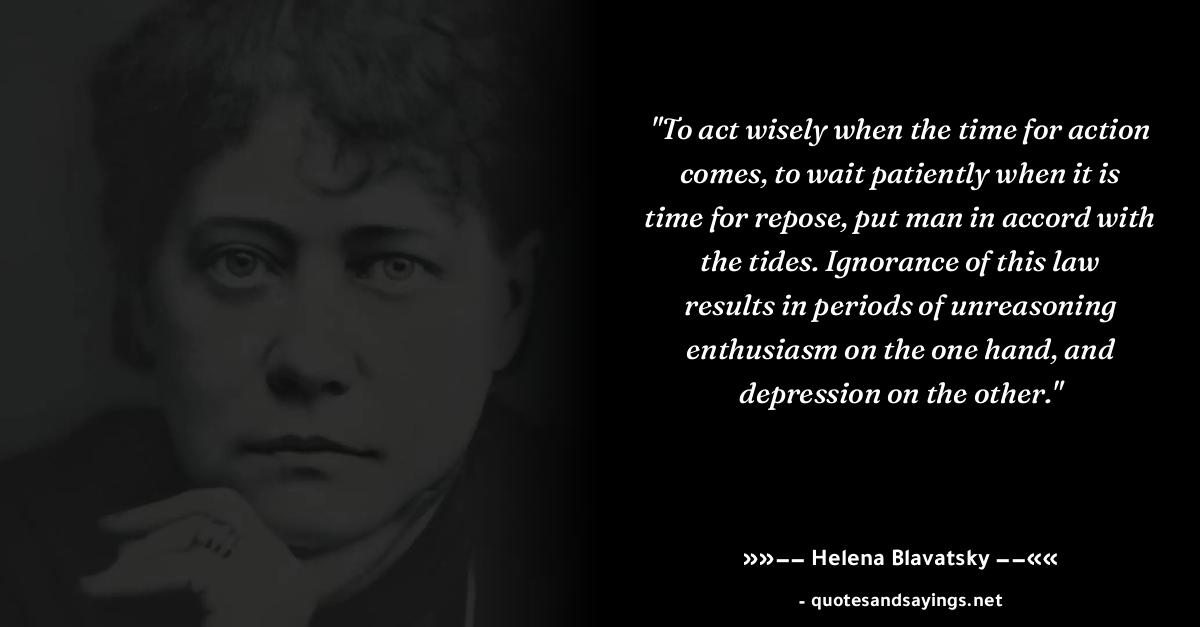 "To act wisely when the time for action
comes, to wait patiently when it is
time for repose, put man in accord with
the tides. Ignorance of this law
results in periods of unreasoning
enthusiasm on the one hand, and
depression on the other."
»»–– Helena Blavatsky ––««
- quotesandsayings.net